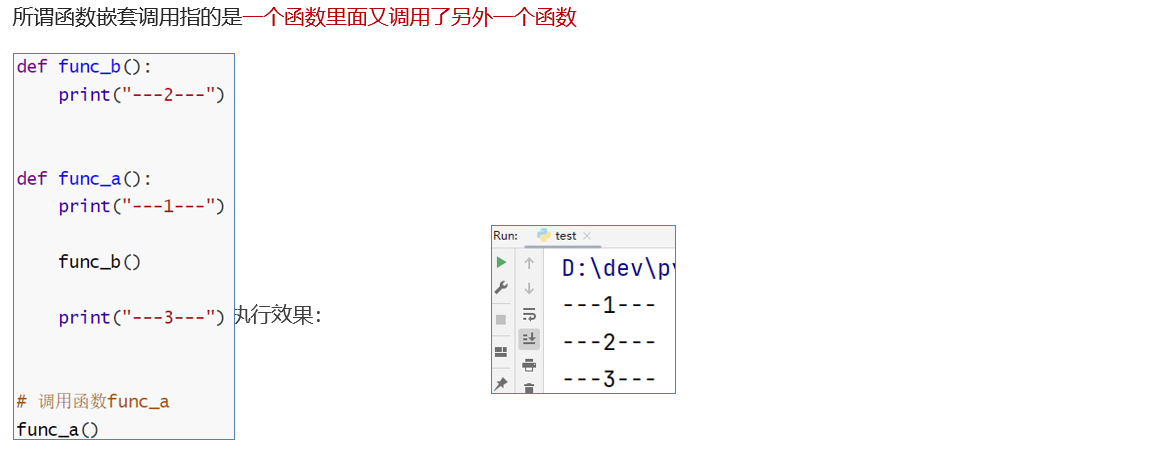 所谓函数嵌套调用指的是一个函数里面又调用了另外一个函数
def func_b():
    print("---2---")
def func_a():
    print("---1---")
    func_b()
    print("---3---")
# 调用函数func_a
func_a()
执行效果：
Run: test
D:\dev\py
---1---
---2---
---3---